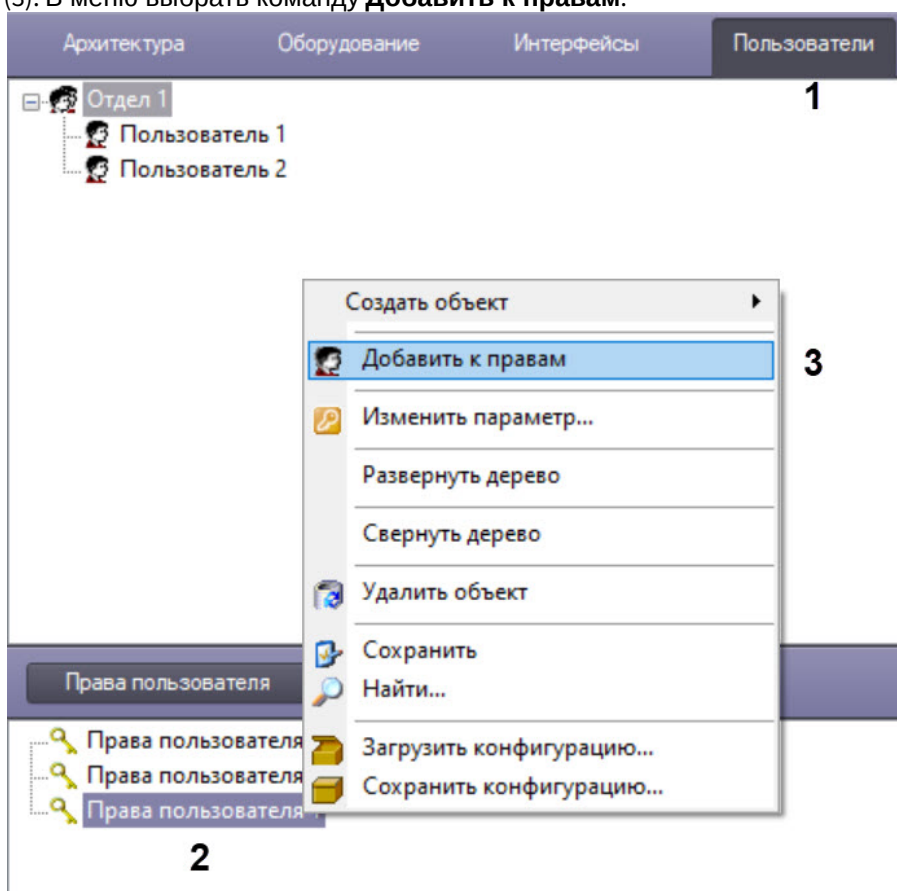 (3). В меню выбрать команду Добавить к правам.
Архитектура Оборудование Интерфейсы Пользователи
1
Отдел 1
Пользователь 1
Пользователь 2
Создать объект
Добавить к правам
3
Изменить параметр...
Развернуть дерево
Свернуть дерево
Удалить объект
Сохранить
Найти...
Загрузить конфигурацию...
Сохранить конфигурацию...
Права пользователя
Права пользователя
Права пользователя
Права пользователя
2